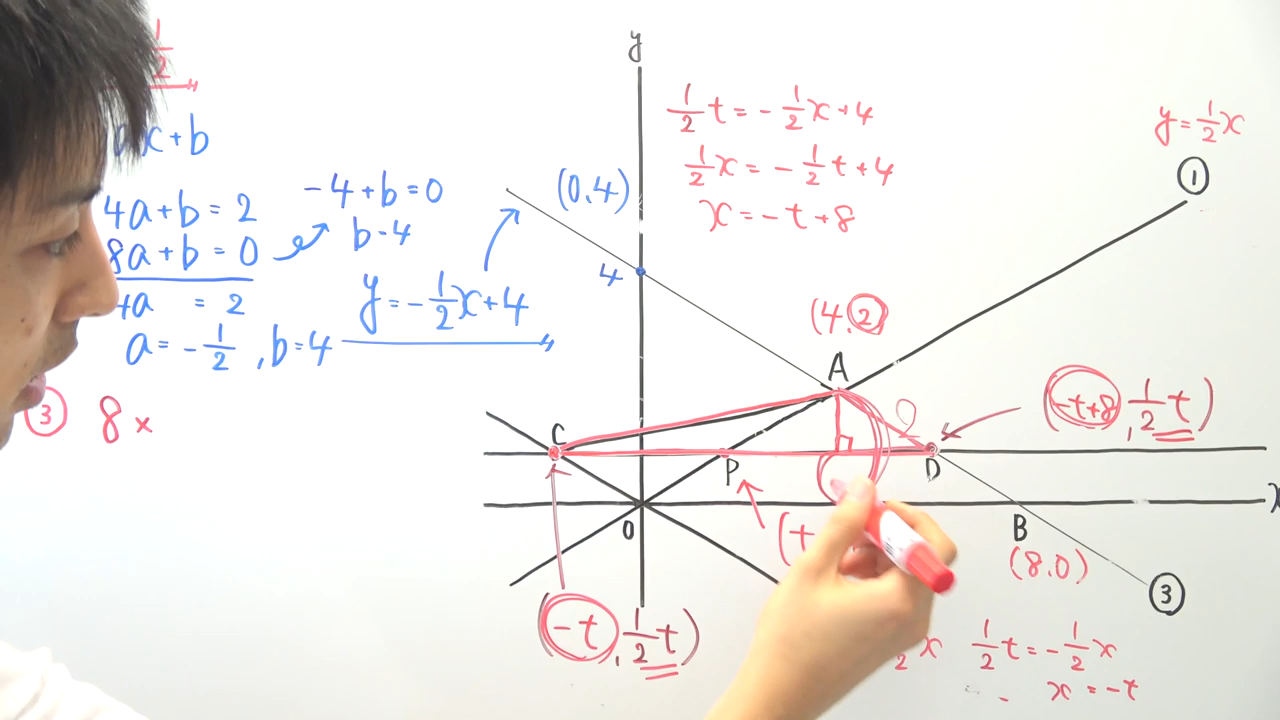 1/2
ax+b
4a+b=2
8a+b=0
4a =2
a=-1/2, b=4
-4+b=0
b=4
y=-1/2x+4
③ 8×
y
(0.4)
4
1/2t=-1/2x+4
1/2x=-1/2t+4
x=-t+8
y=1/2x
①
(4.2)
A
2
(-t+8, 1/2t)
C
P
D
O
B
x
(t
(8.0)
③
(-t, 1/2t)
1/2t=-1/2x
x=-t